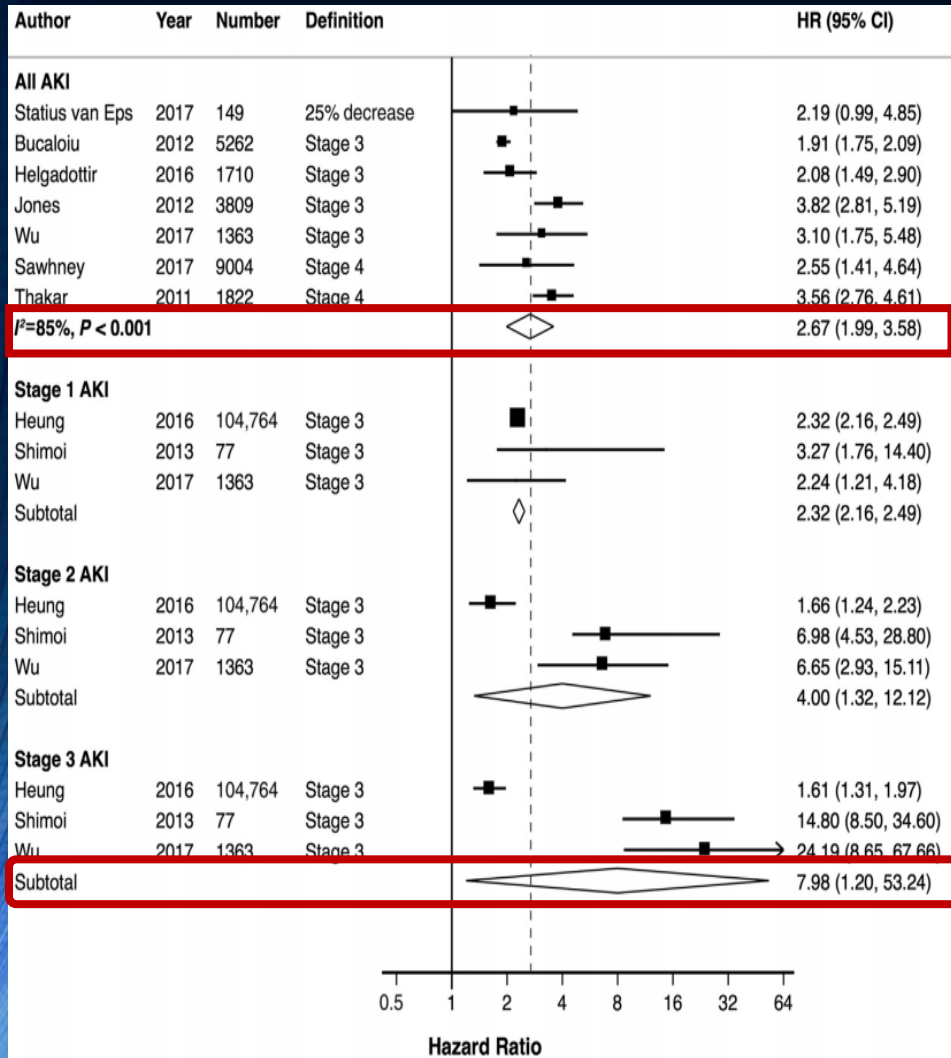 Author Year Number Definition HR (95% CI)
All AKI
Statius van Eps 2017 149 25% decrease 2.19 (0.99, 4.85)
Bucaloiu 2012 5262 Stage 3 1.91 (1.75, 2.09)
Helgadottir 2016 1710 Stage 3 2.08 (1.49, 2.90)
Jones 2012 3809 Stage 3 3.82 (2.81, 5.19)
Wu 2017 1363 Stage 3 3.10 (1.75, 5.48)
Sawhney 2017 9004 Stage 4 2.55 (1.41, 4.64)
Thakar 2011 1822 Stage 4 3.56 (2.76, 4.61)
I²=85%, P < 0.001 2.67 (1.99, 3.58)
Stage 1 AKI
Heung 2016 104,764 Stage 3 2.32 (2.16, 2.49)
Shimoi 2013 77 Stage 3 3.27 (1.76, 14.40)
Wu 2017 1363 Stage 3 2.24 (1.21, 4.18)
Subtotal 2.32 (2.16, 2.49)
Stage 2 AKI
Heung 2016 104,764 Stage 3 1.66 (1.24, 2.23)
Shimoi 2013 77 Stage 3 6.98 (4.53, 28.80)
Wu 2017 1363 Stage 3 6.65 (2.93, 15.11)
Subtotal 4.00 (1.32, 12.12)
Stage 3 AKI
Heung 2016 104,764 Stage 3 1.61 (1.31, 1.97)
Shimoi 2013 77 Stage 3 14.80 (8.50, 34.60)
Wu 2017 1363 Stage 3 24.19 (8.65, 67.66)
Subtotal 7.98 (1.20, 53.24)
0.5 1 2 4 8 16 32 64
Hazard Ratio